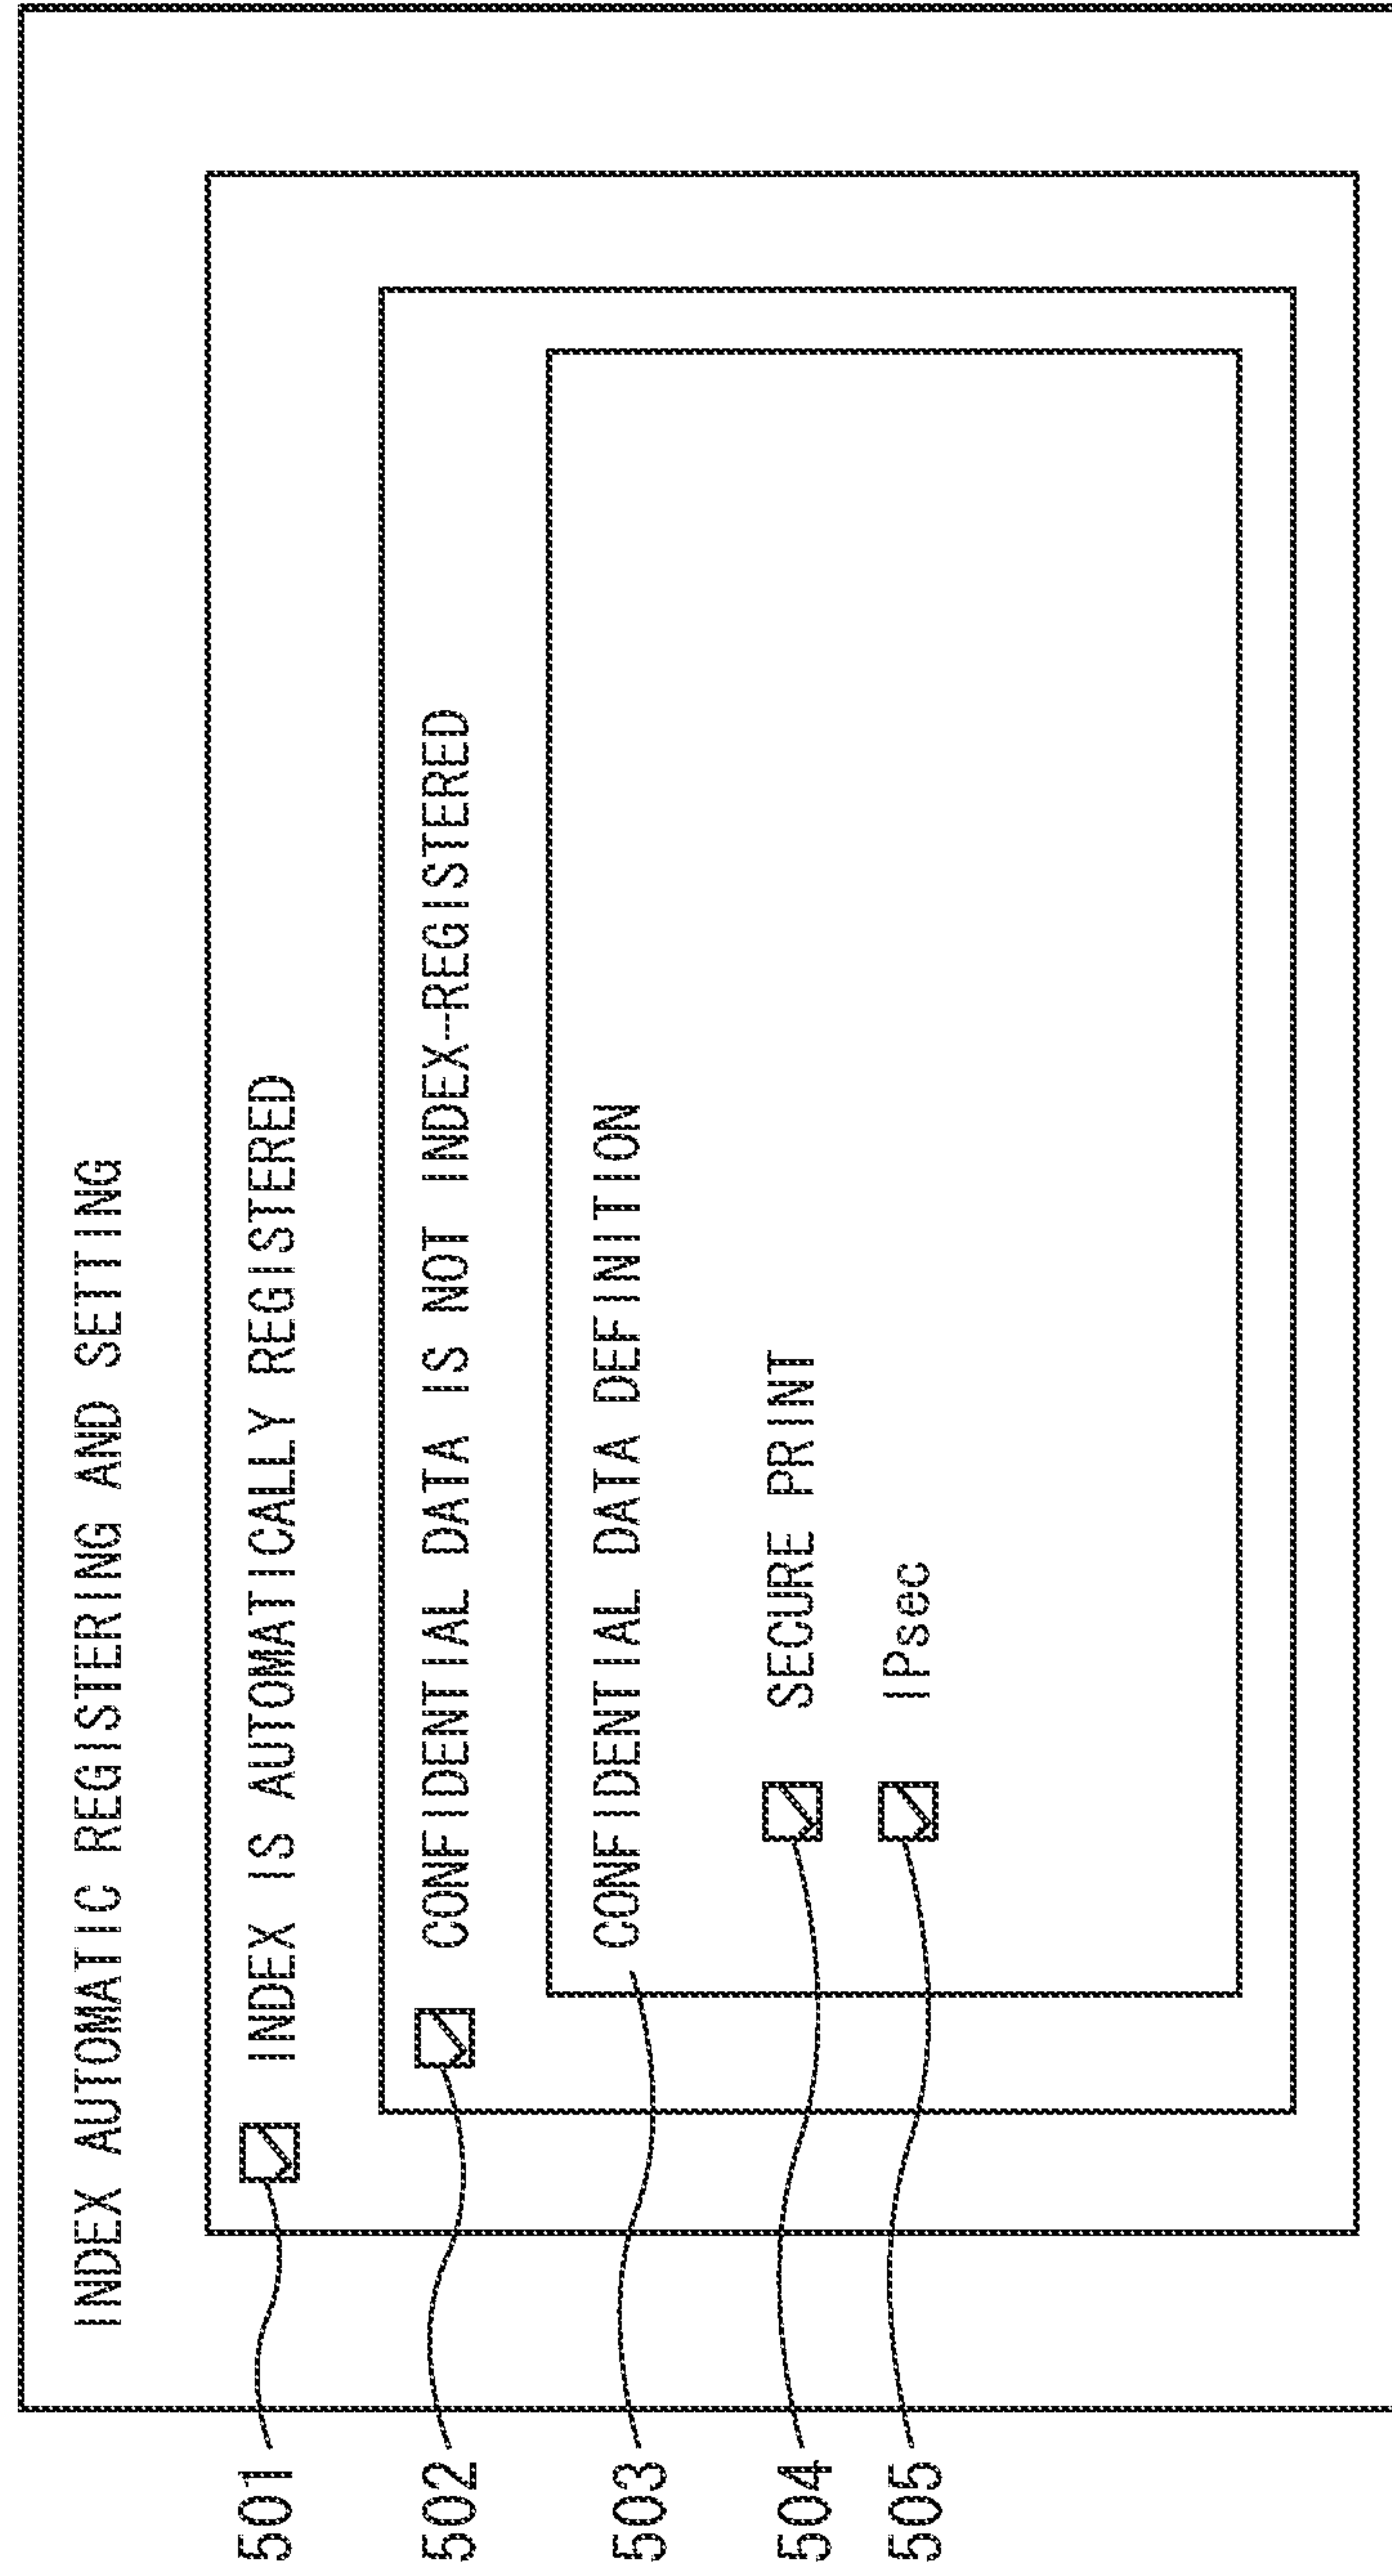 INDEX AUTOMATIC REGISTERING AND SETTING
501 INDEX IS AUTOMATICALLY REGISTERED
502 CONFIDENTIAL DATA IS NOT INDEX-REGISTERED
503 CONFIDENTIAL DATA DEFINITION
504 SECURE PRINT
505 IPsec